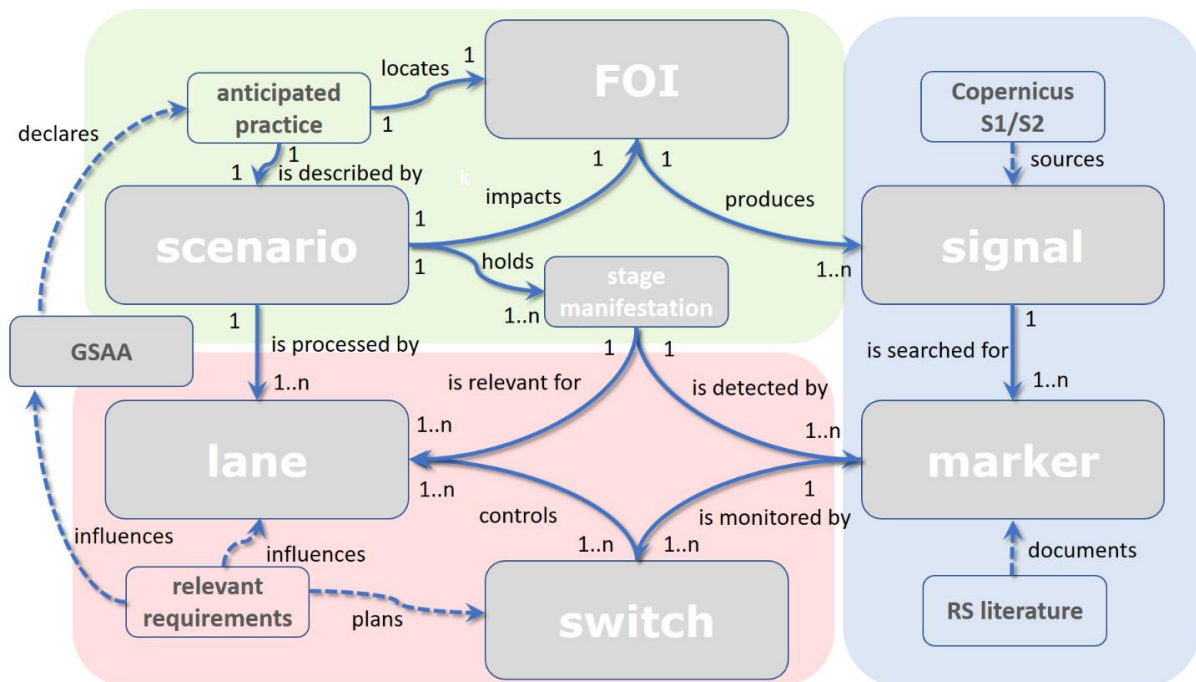 FOI
1
locates
anticipated
practice
1
declares
1
1
is described by
k
Copernicus
S1/S2
sources
1
1
impacts
produces
scenario
1
1
holds
1..n
stage
manifestation
1..n
signal
GSAA
1
is processed by
1..n
1
1
is relevant for
is detected by
1
is searched for
1..n
1..n
1..n
lane
marker
1..n
1
controls
is monitored by
1..n
1..n
influences
influences
documents
relevant
requirements
plans
switch
RS literature